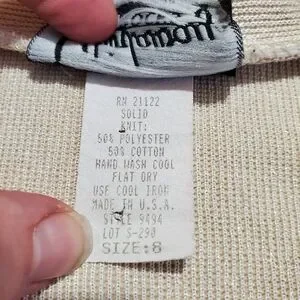 RN 21122
SOLID
KNIT:
50% POLYESTER
50% COTTON
HAND WASH COOL
FLAT DRY
USE COOL IRON
MADE IN U.S.A.
STYLE 9494
LOT S-290
SIZE:8